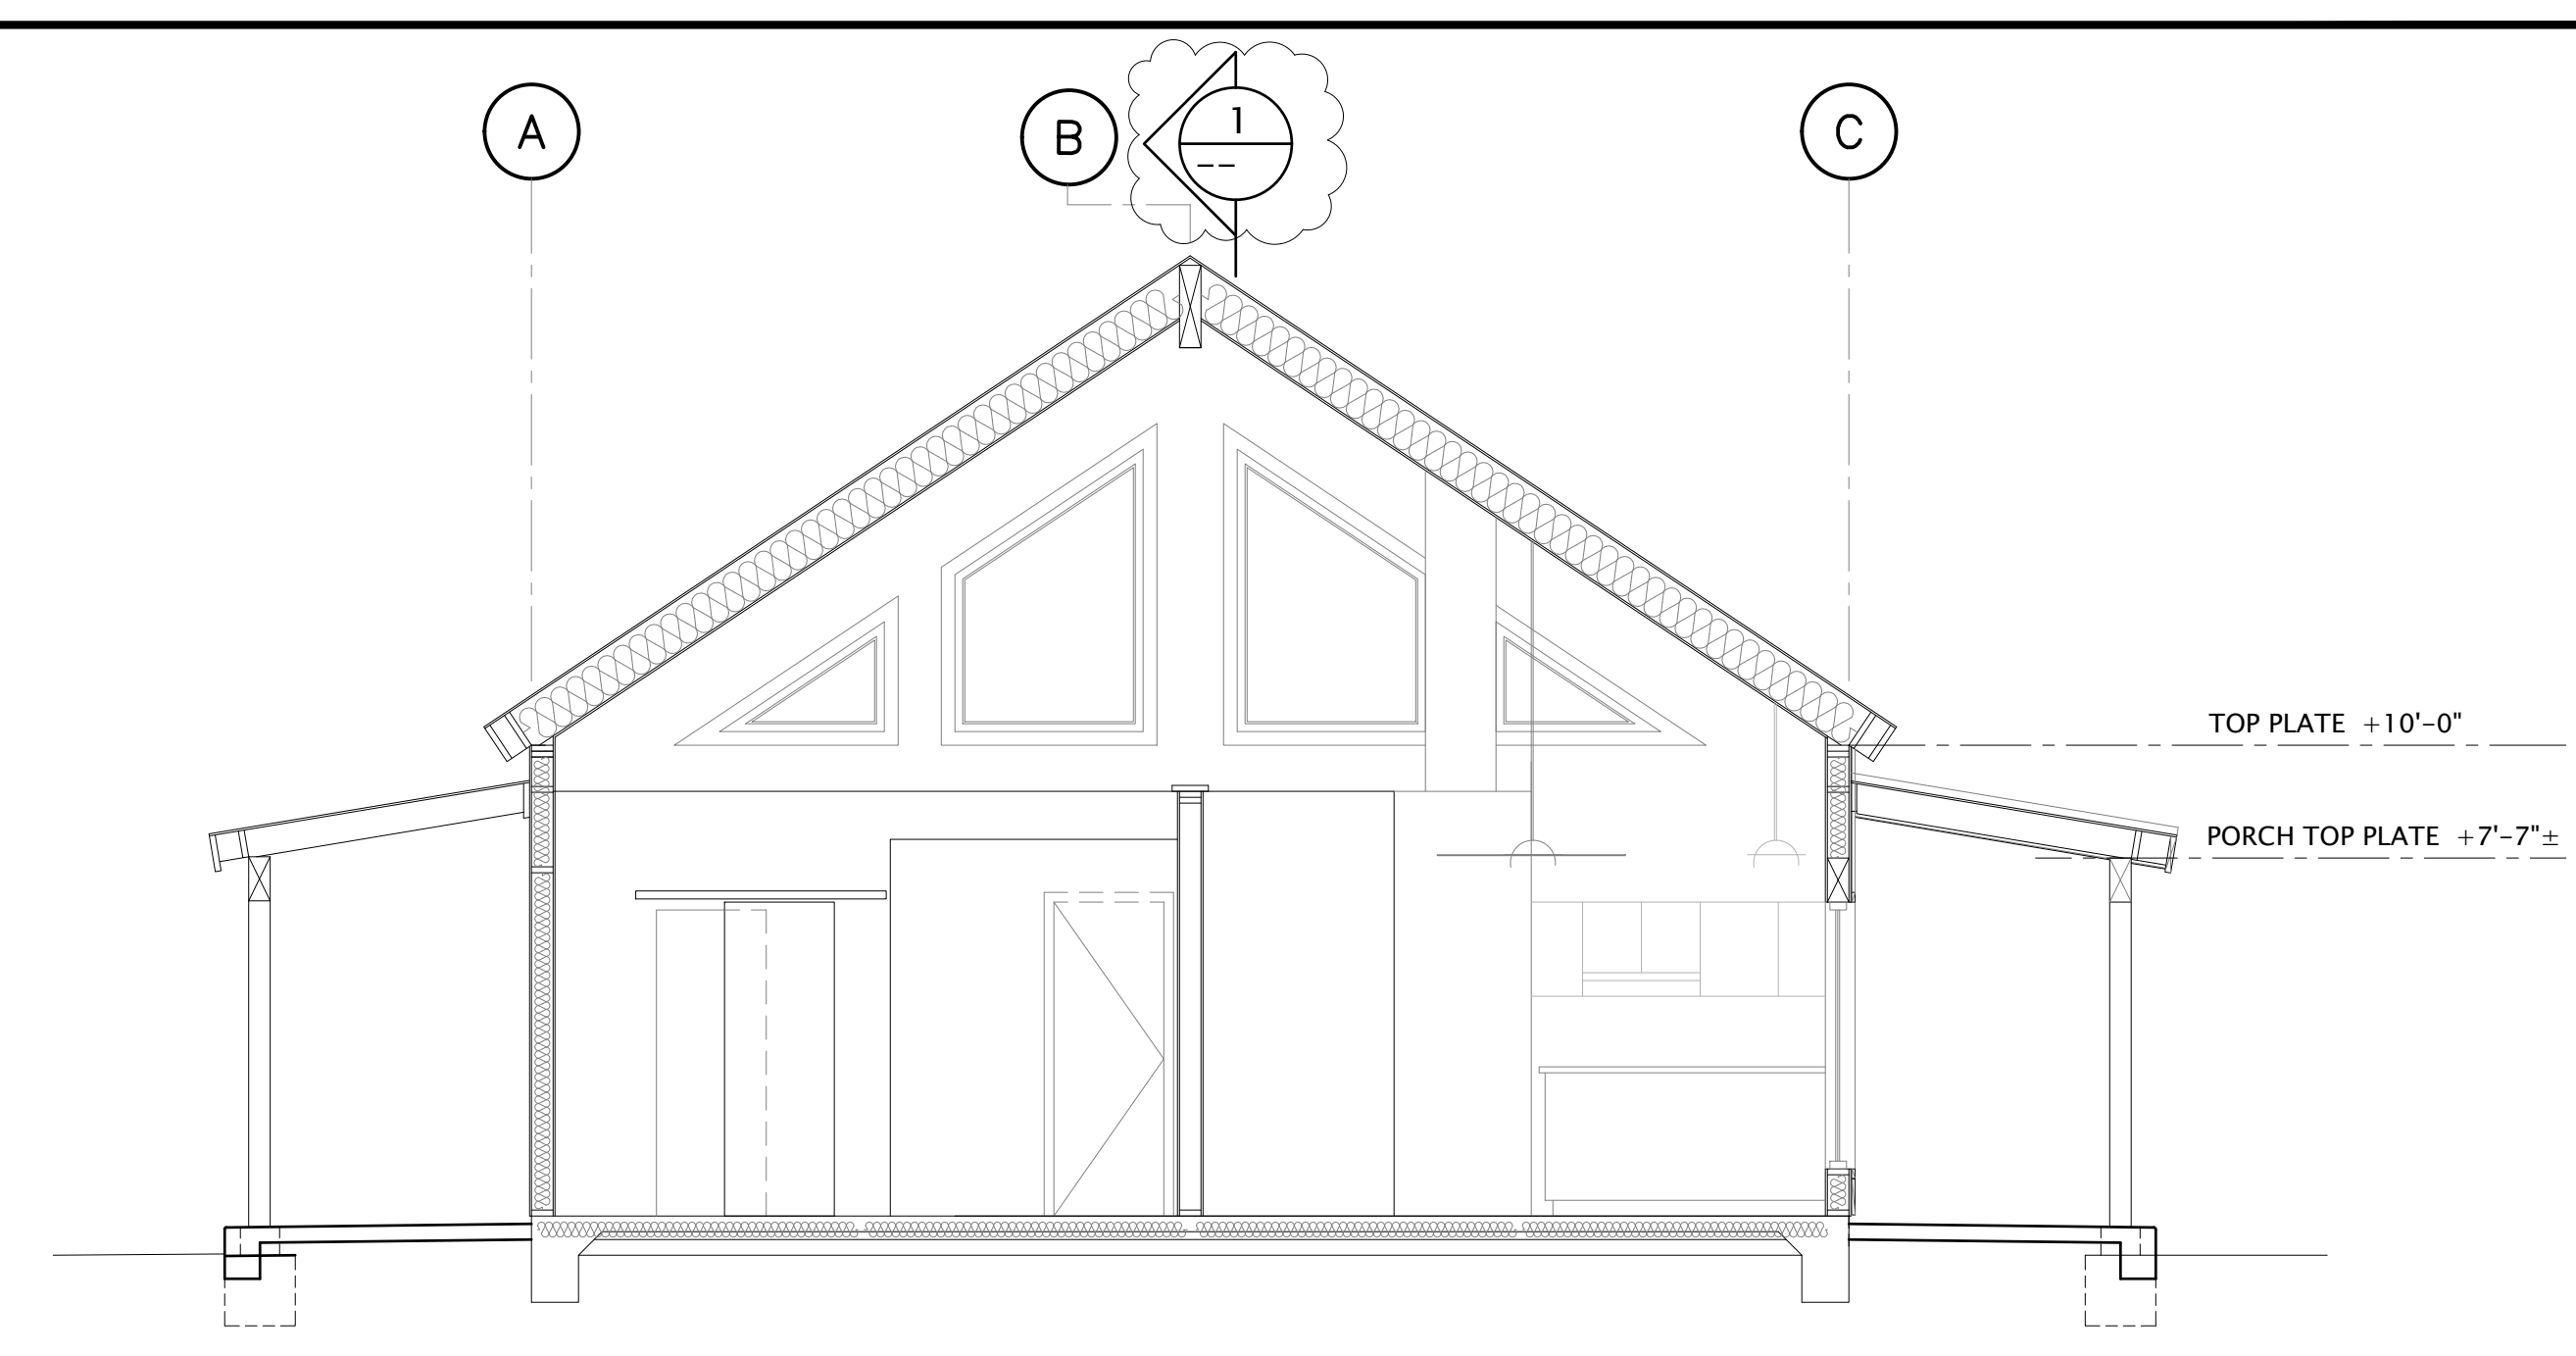 A
B
1
--
C
TOP PLATE +10'-0"
PORCH TOP PLATE +7'-7"±